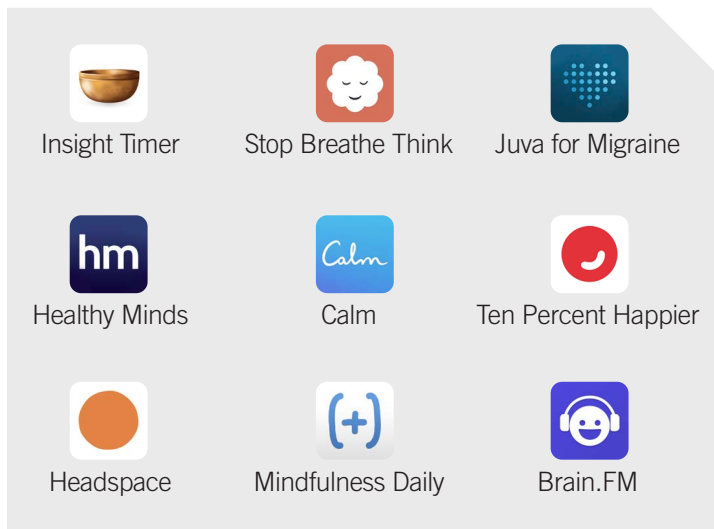 Insight Timer
Stop Breathe Think
Juva for Migraine
hm
Healthy Minds
Calm
Calm
Ten Percent Happier
Headspace
(+)
Mindfulness Daily
Brain.FM